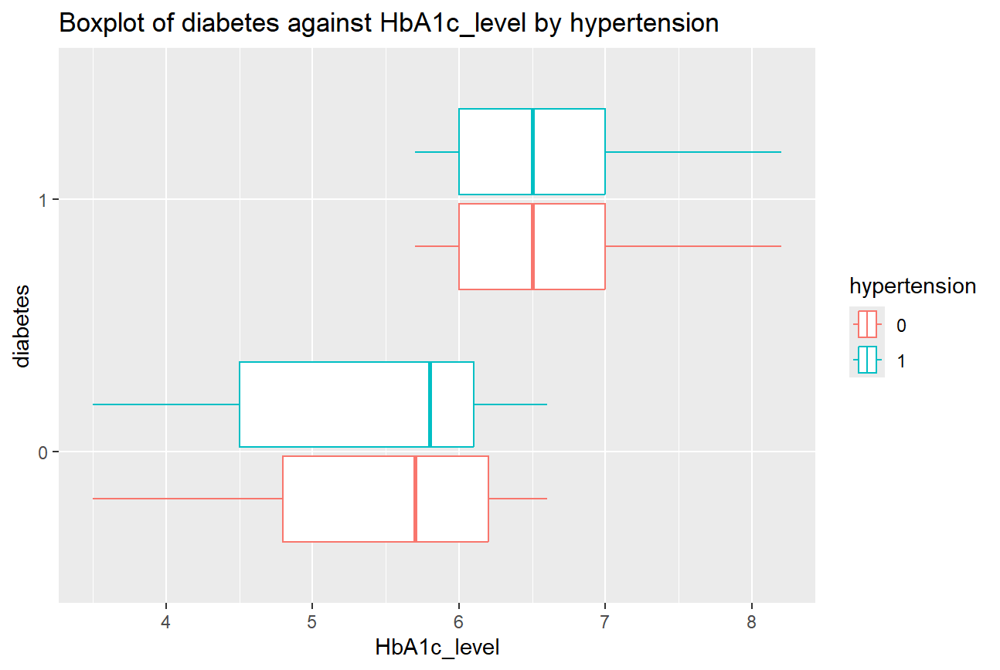 Boxplot of diabetes against HbA1c_level by hypertension
diabetes
1
0
4 5 6 7 8
HbA1c_level
hypertension
0
1